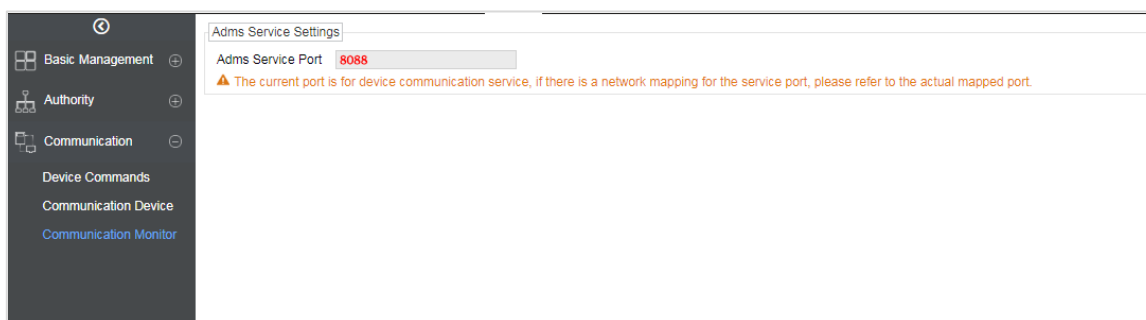 Basic Management
Authority
Communication
Device Commands
Communication Device
Communication Monitor
Adms Service Settings
Adms Service Port 8088
The current port is for device communication service, if there is a network mapping for the service port, please refer to the actual mapped port.